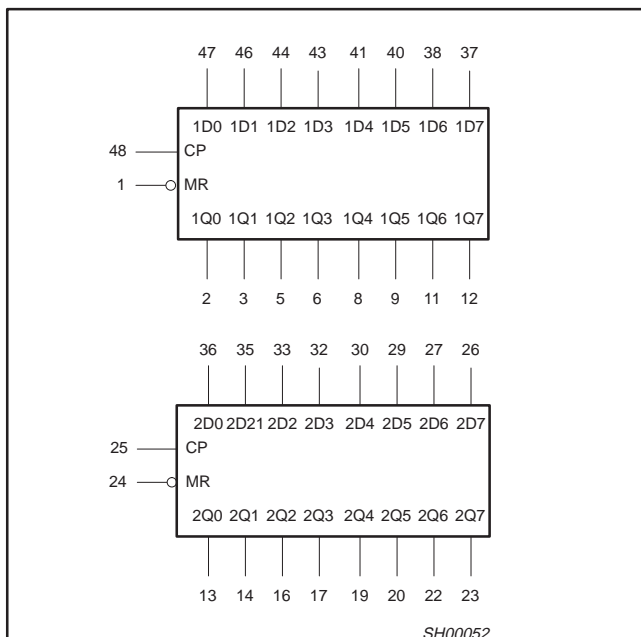 47 46 44 43 41 40 38 37
1D0 1D1 1D2 1D3 1D4 1D5 1D6 1D7
48 CP
1 MR
1Q0 1Q1 1Q2 1Q3 1Q4 1Q5 1Q6 1Q7
2 3 5 6 8 9 11 12
36 35 33 32 30 29 27 26
2D0 2D21 2D2 2D3 2D4 2D5 2D6 2D7
25 CP
24 MR
2Q0 2Q1 2Q2 2Q3 2Q4 2Q5 2Q6 2Q7
13 14 16 17 19 20 22 23
SH00052